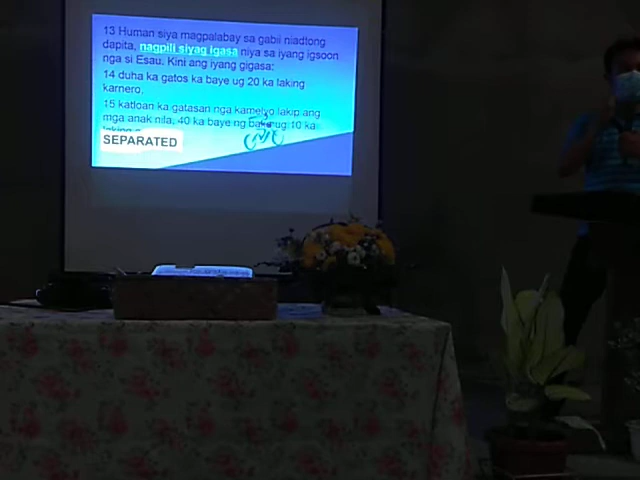 13 Human siya magpalabay sa gabii niadtong
dapita, nagpili siyag igasa niya sa iyang igsoon
nga si Esau. Kini ang iyang gigasa:
14 duha ka gatos ka baye ug 20 ka laking
karnero.
15 katloan ka gatasan nga kamelyo lakip ang
mga anak nila, 40 ka baye ng baka ug 10 ka
SEPARATED